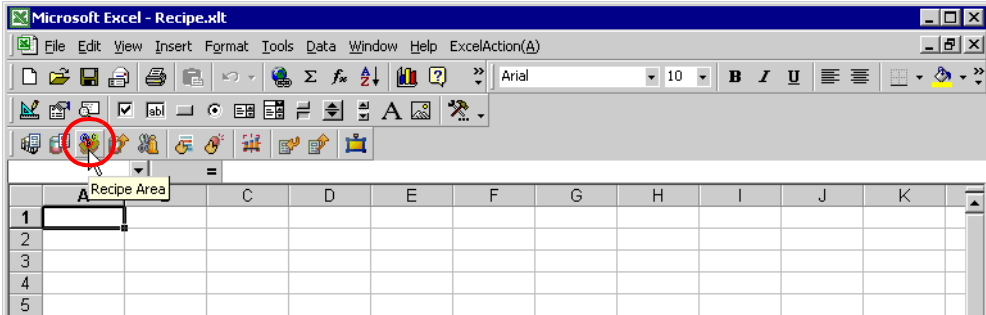 Microsoft Excel - Recipe.xlt
File Edit View Insert Format Tools Data Window Help ExcelAction(A)
Arial 10 B I U
abl A
=
Recipe Area
A C D E F G H I J K
1
2
3
4
5